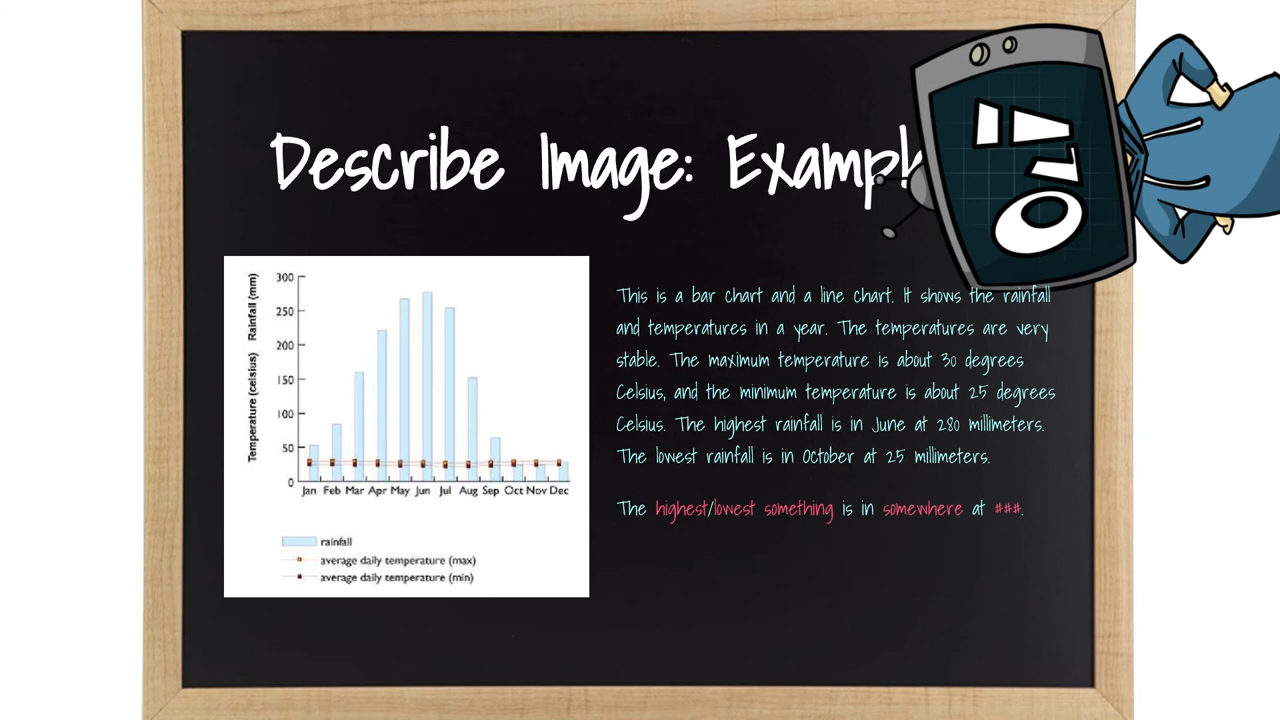 Describe Image: Exampl
300
250
200
150
100
50
0
Temperature (celsius) Rainfall (mm)
Jan Feb Mar Apr May Jun Jul Aug Sep Oct Nov Dec
rainfall
average daily temperature (max)
average daily temperature (min)
This is a bar chart and a line chart. It shows the rainfall
and temperatures in a year. The temperatures are very
stable. The maximum temperature is about 30 degrees
Celsius, and the minimum temperature is about 25 degrees
Celsius. The highest rainfall is in June at 280 millimeters.
The lowest rainfall is in October at 25 millimeters.
The highest/lowest something is in somewhere at ###.